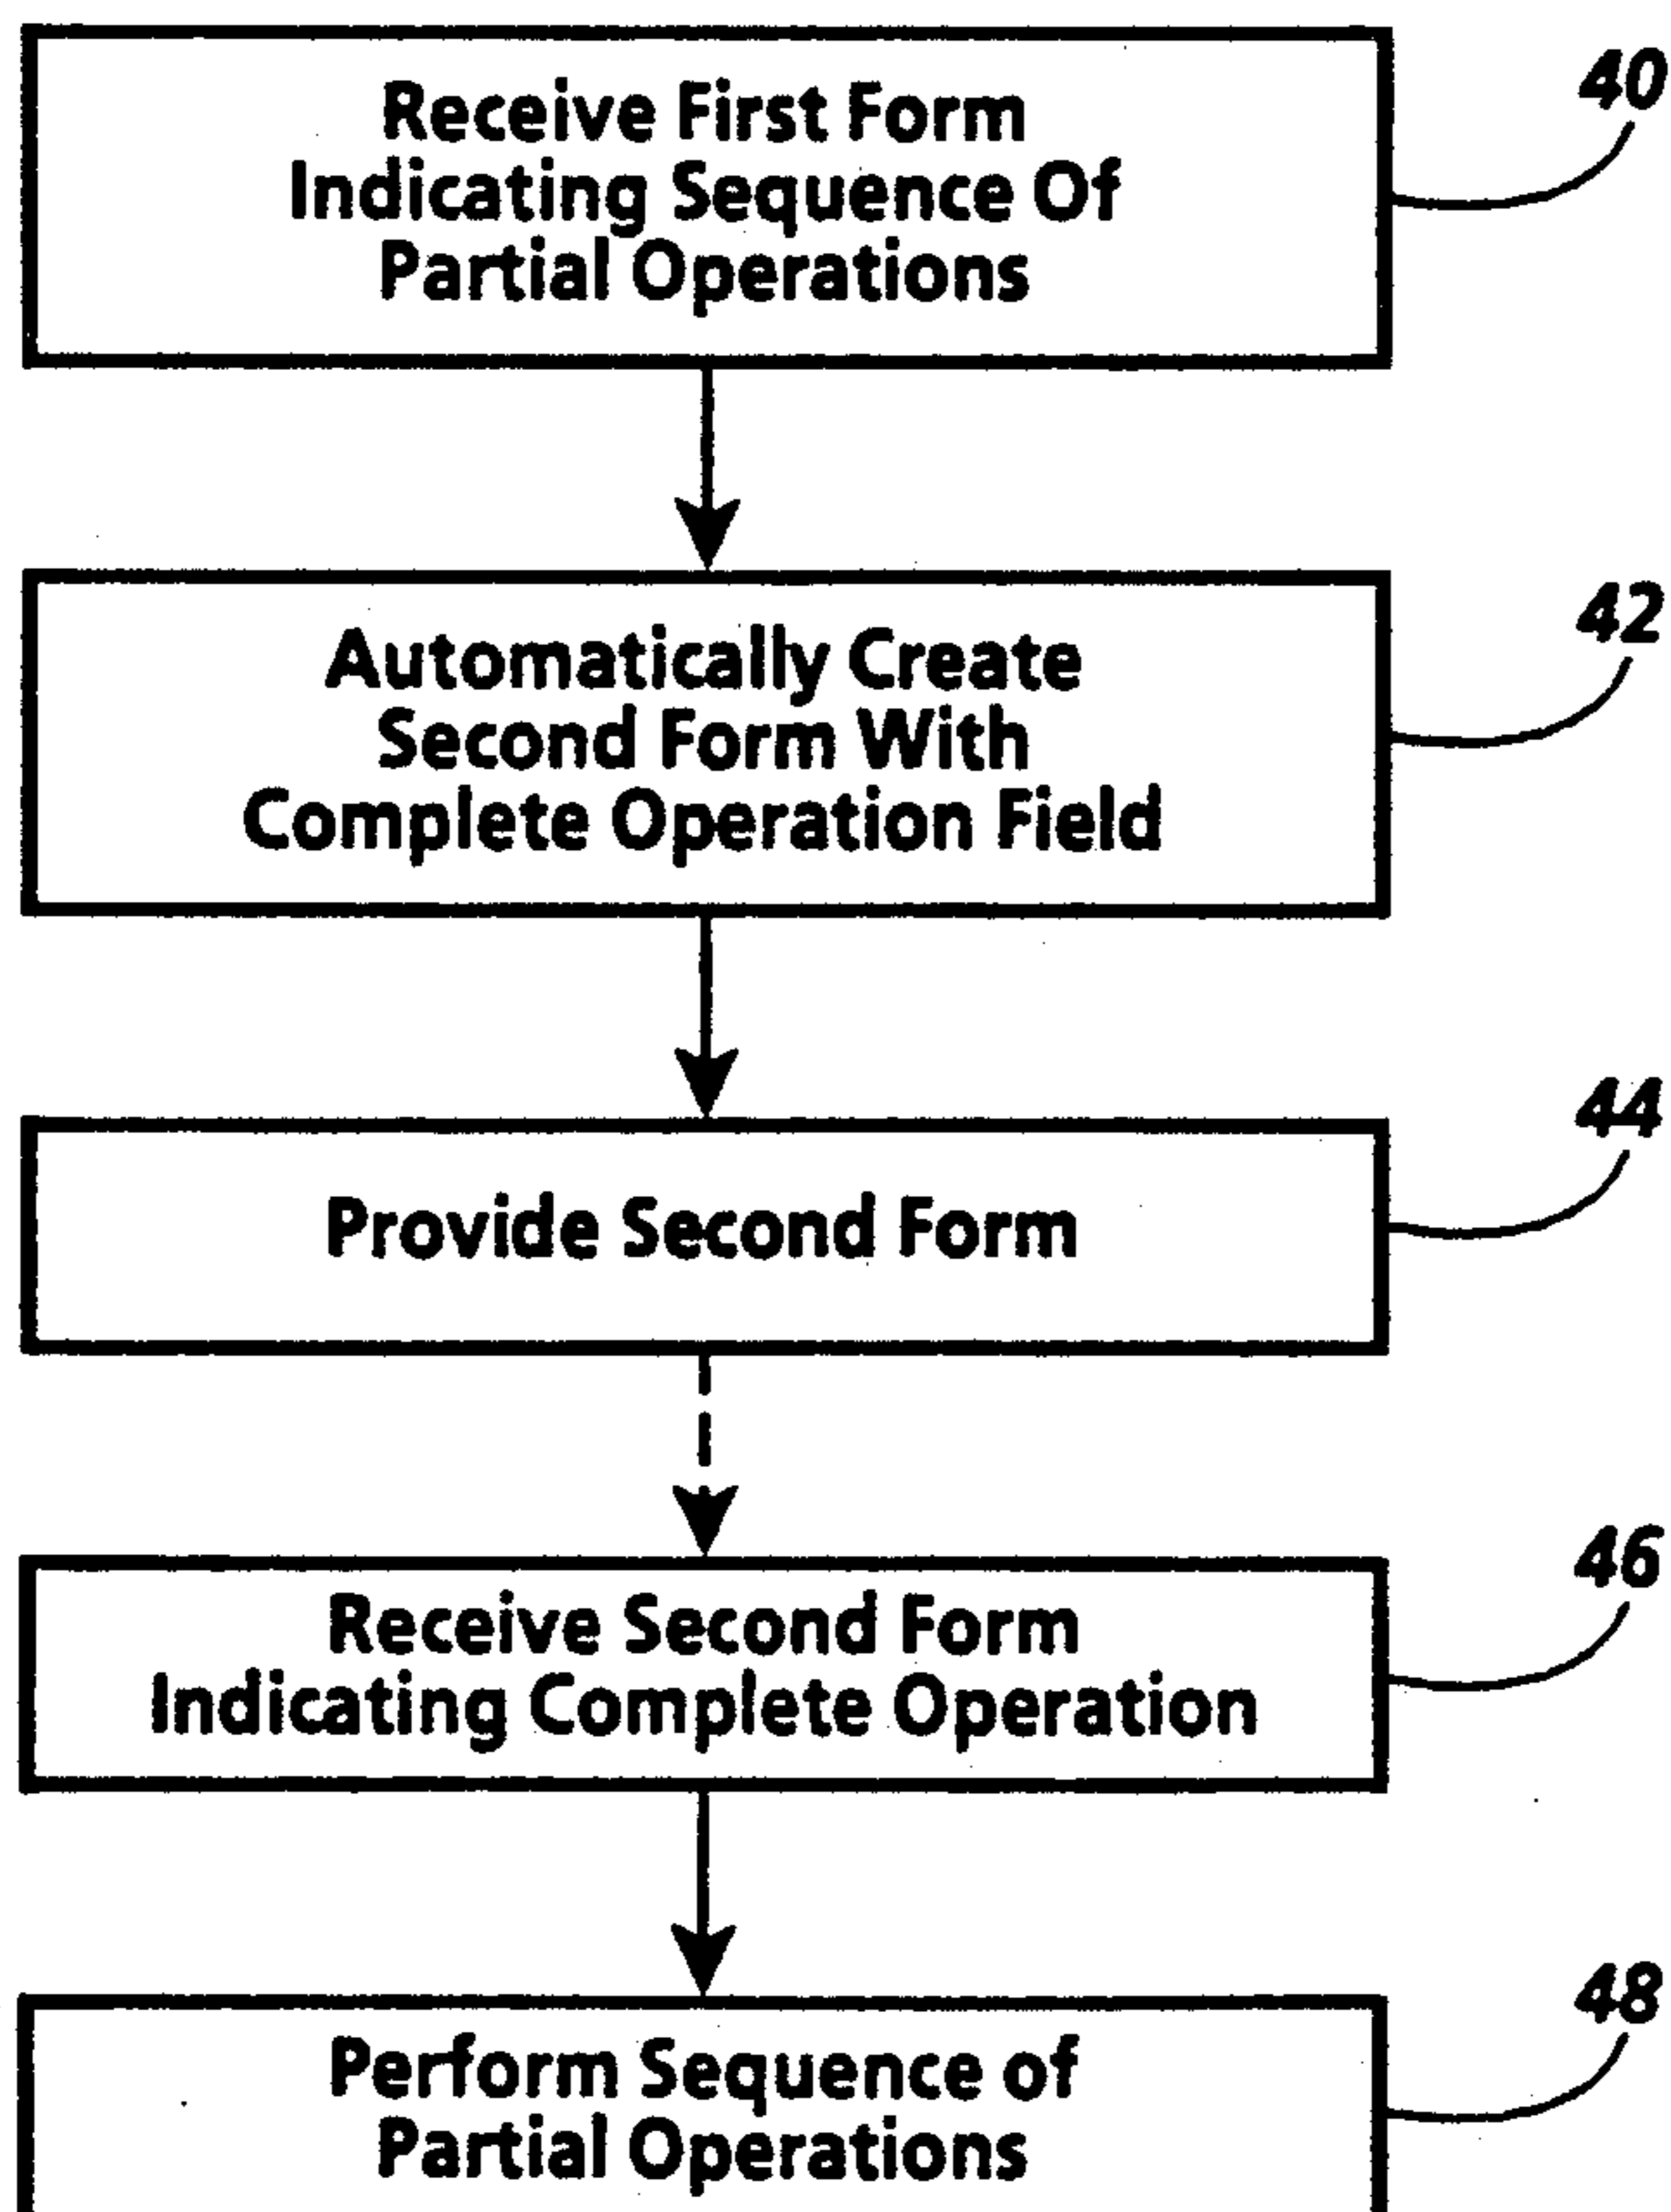 Receive First Form
Indicating Sequence Of
Partial Operations
40
Automatically Create
Second Form With
Complete Operation Field
42
Provide Second Form
44
Receive Second Form
Indicating Complete Operation
46
Perform Sequence of
Partial Operations
48